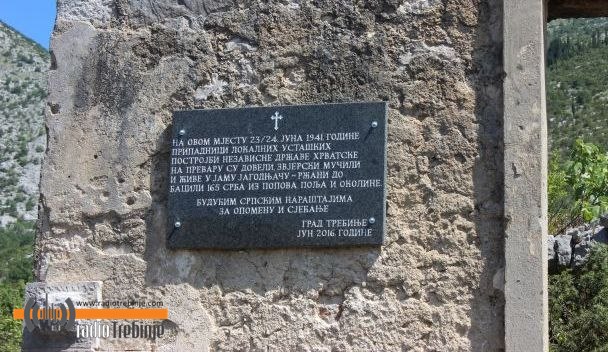 НА ОВОМ МЈЕСТУ 23/24. ЈУНА 1941. ГОДИНЕ
ПРИПАДНИЦИ ЛОКАЛНИХ УСТАШКИХ
ПОСТРОЈБИ НЕЗАВИСНЕ ДРЖАВЕ ХРВАТСКЕ
НА ПРЕВАРУ СУ ДОВЕЛИ, ЗВЈЕРСКИ МУЧИЛИ
И ЖИВЕ У ЈАМУ ЈАГОДЊАЧУ-РЖАНИ ДО
БАЦИЛИ 165 СРБА ИЗ ПОПОВА ПОЉА И ОКОЛИНЕ.
БУДУЋИМ СРПСКИМ НАРАШТАЈИМА
ЗА ОПОМЕНУ И СЈЕЋАЊЕ
ГРАД ТРЕБИЊЕ
ЈУН 2016. ГОДИНЕ
www.radiotrebinje.com
radioTrebinje